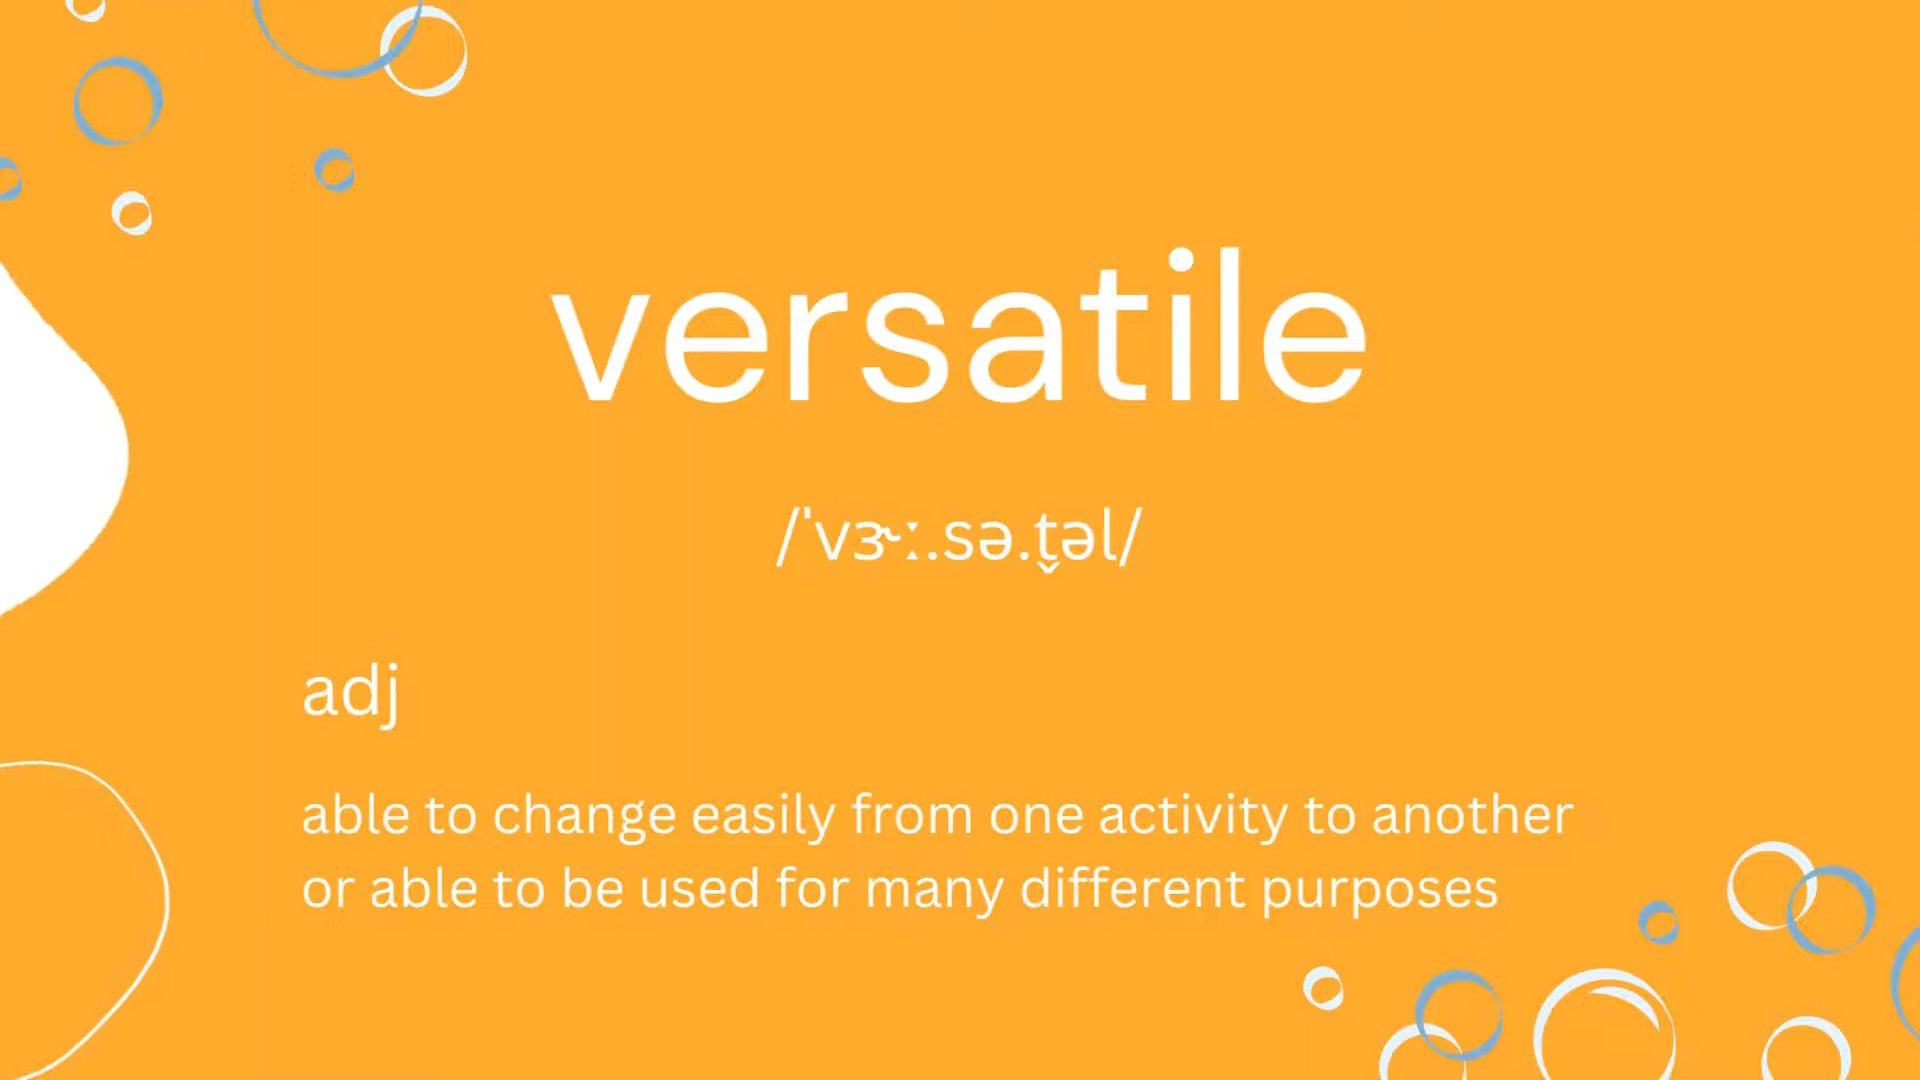 versatile
/ˈvɝː.sə.t̬əl/
adj
able to change easily from one activity to another
or able to be used for many different purposes